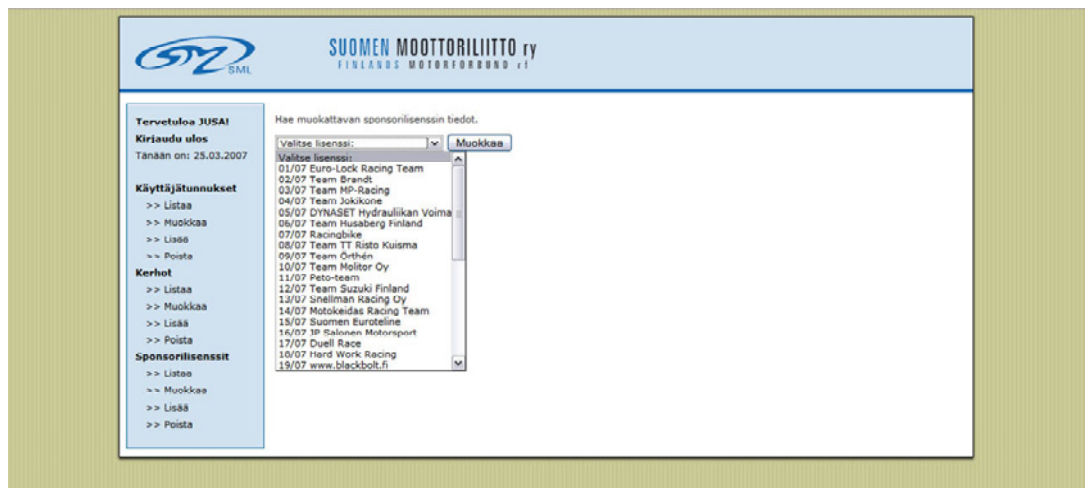 SML
SUOMEN MOOTTORILIITTO ry
FINLANDS MOTORFÖRBUND rf
Tervetuloa JUSA!
Kirjaudu ulos
Tänään on: 25.03.2007
Käyttäjätunnukset
>> Listaa
>> Muokkaa
>> Lisää
>> Poista
Kerhot
>> Listaa
>> Muokkaa
>> Lisää
>> Poista
Sponsorilisenssit
>> Listaa
>> Muokkaa
>> Lisää
>> Poista
Hae muokattavan sponsorilisenssin tiedot.
Valitse lisenssi: Muokkaa
Valitse lisenssi:
01/07 Euro-Lock Racing Team
02/07 Team Brandt
03/07 Team MP-Racing
04/07 Team Jokikone
05/07 DYNASET Hydrauliikan Voima
06/07 Team Husaberg Finland
07/07 Racingbike
08/07 Team TT Risto Kuisma
09/07 Team Örthén
10/07 Team Molitor Oy
11/07 Peto-team
12/07 Team Suzuki Finland
13/07 Snellman Racing Oy
14/07 Motokeidas Racing Team
15/07 Suomen Euroteline
16/07 JP Salonen Motorsport
17/07 Duell Race
18/07 Hard Work Racing
19/07 www.blackbolt.fi